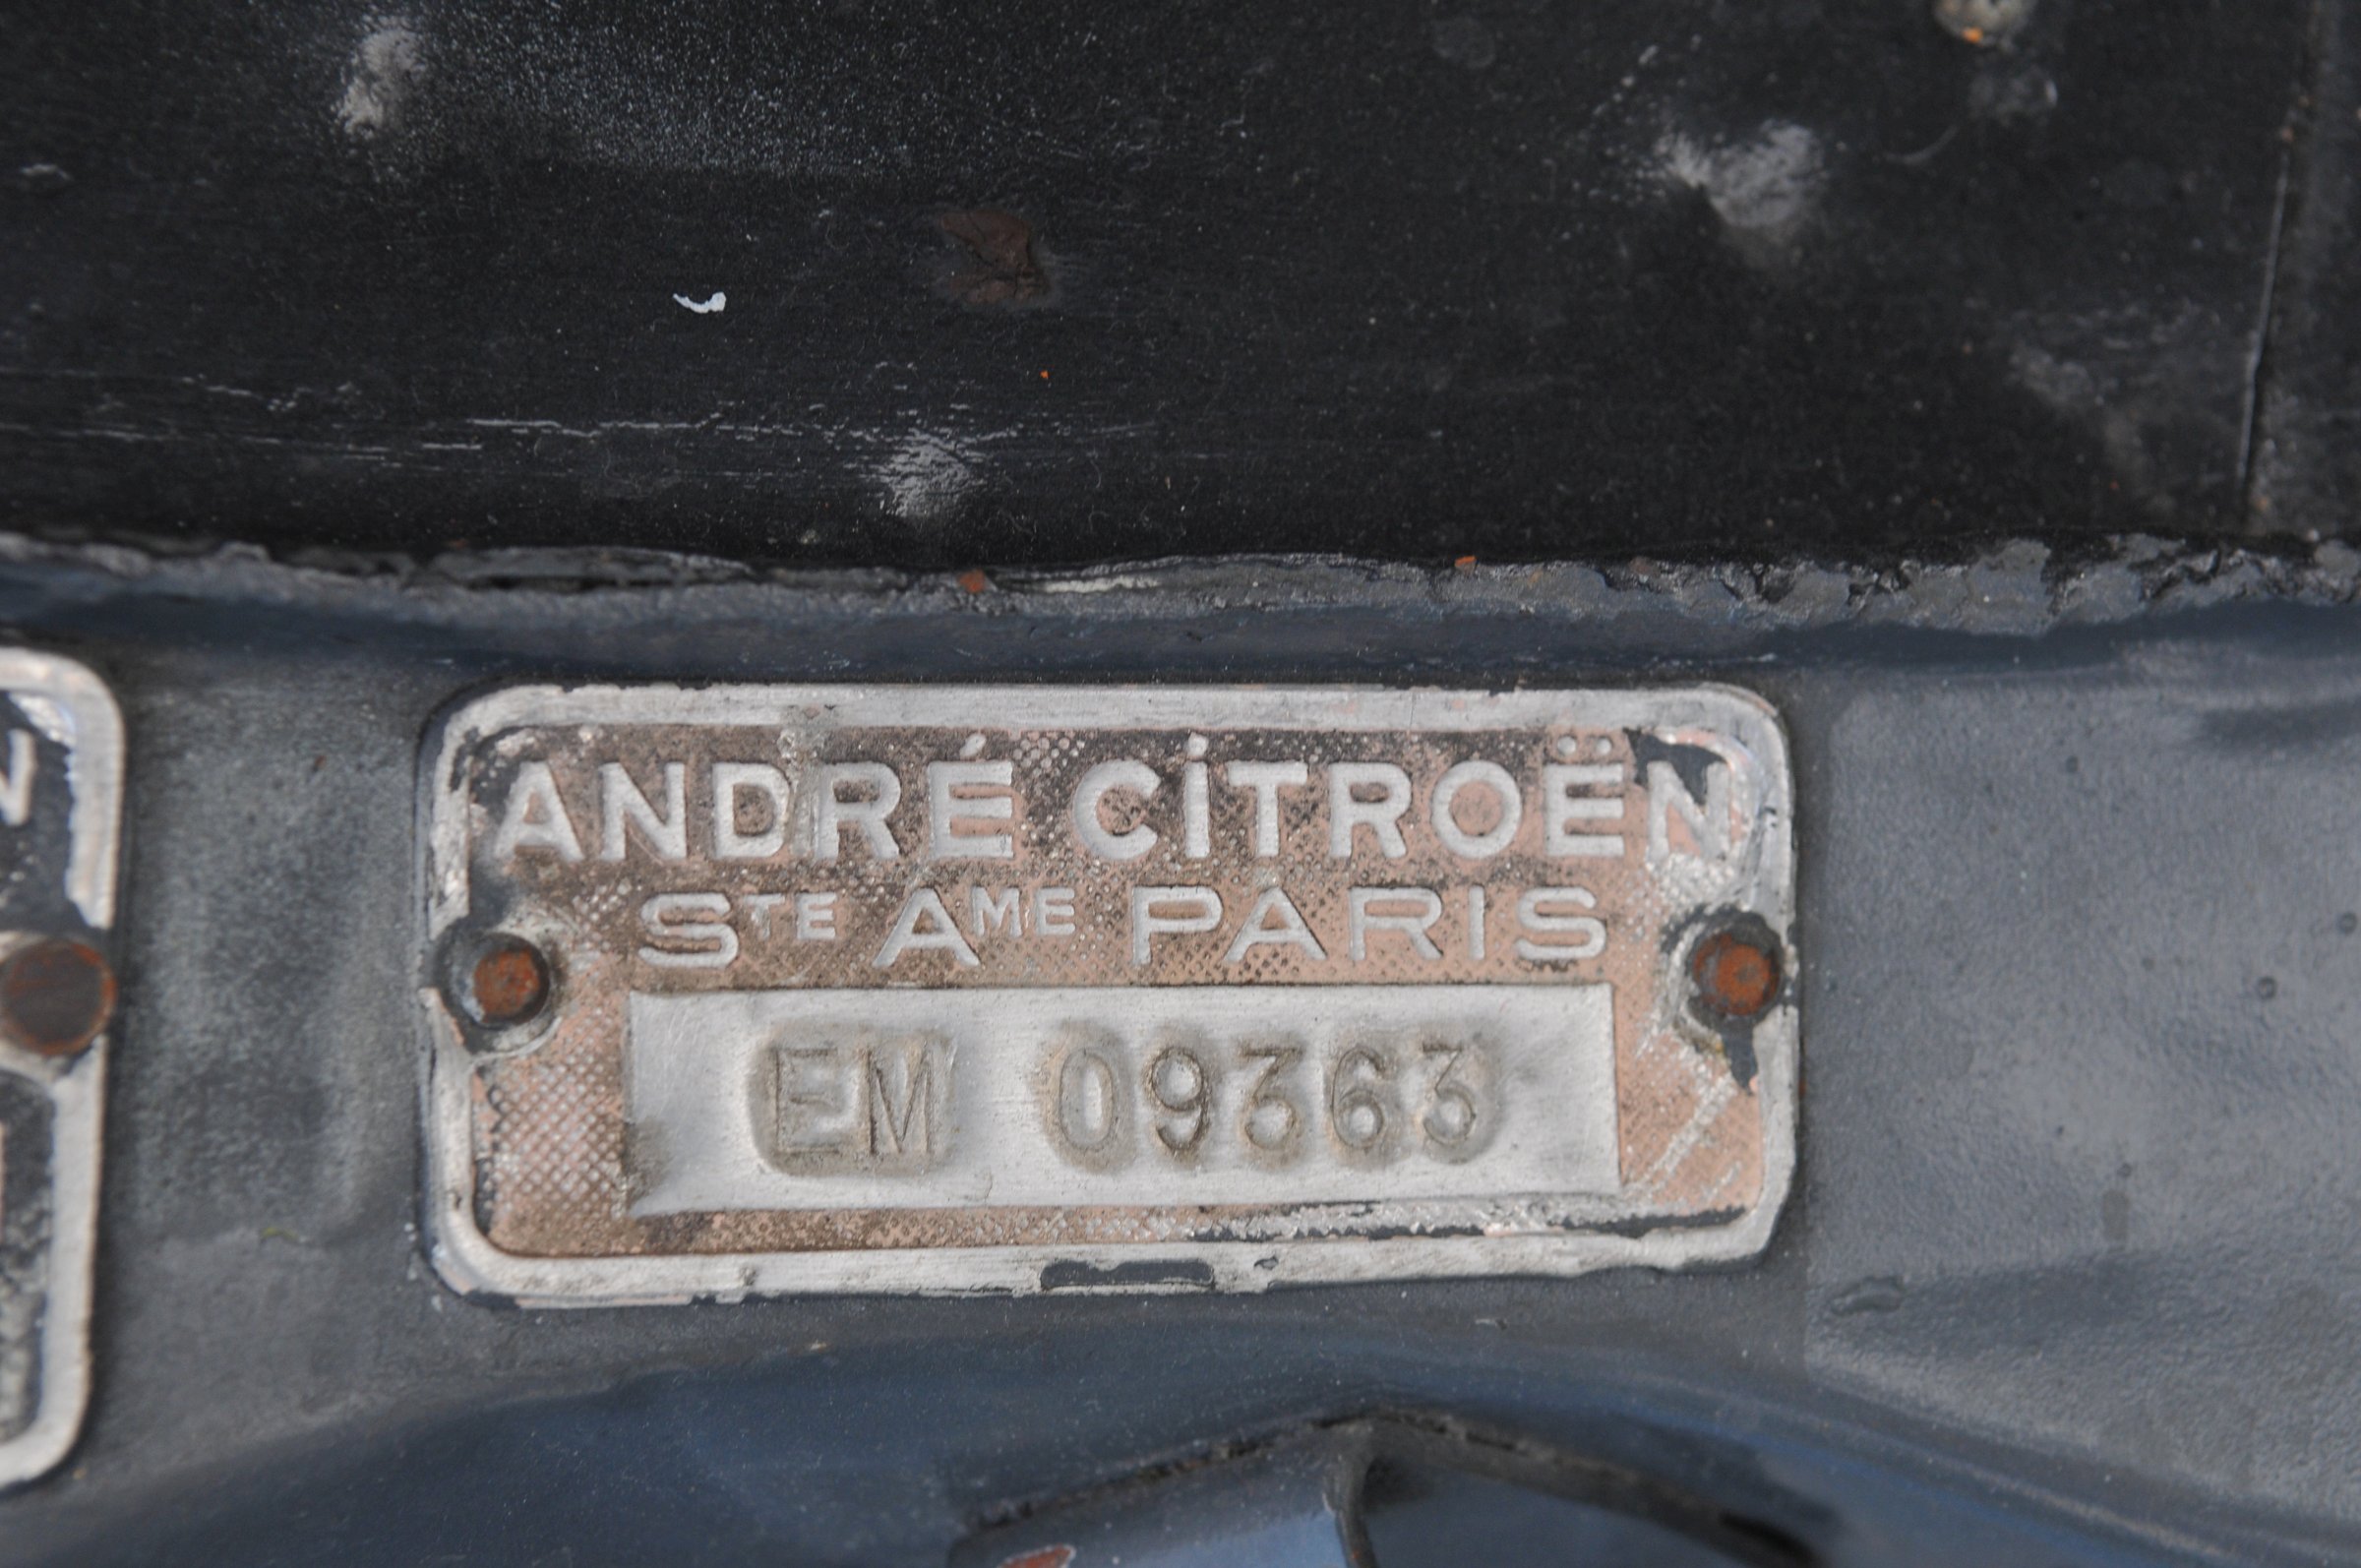 ANDRÉ CİTROËN
STE AME PARIS
EM 09363
N